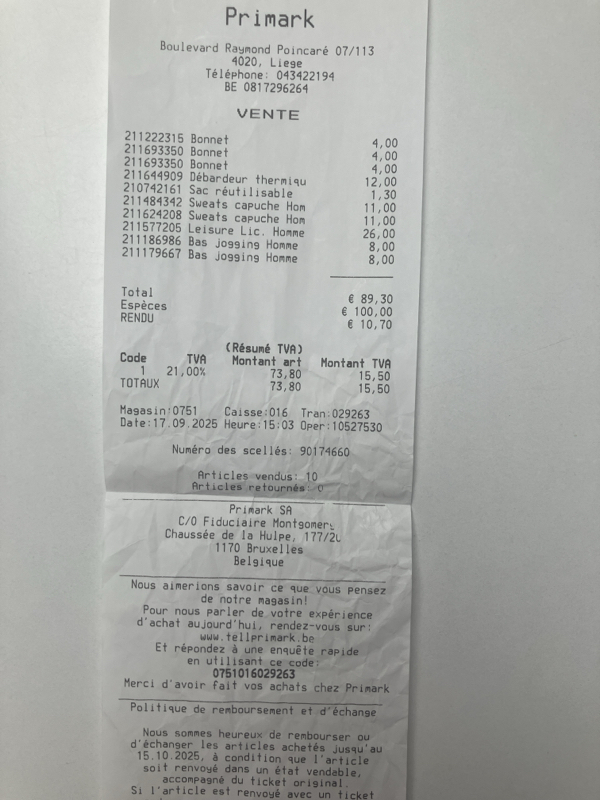 Primark
Boulevard Raymond Poincaré 07/113
4020, Liege
Téléphone: 043422194
BE 0817296264
VENTE
211222315 Bonnet 4,00
211693350 Bonnet 4,00
211693350 Bonnet 4,00
211644909 Débardeur thermiqu 12,00
210742161 Sac réutilisable 1,30
211484342 Sweats capuche Hom 11,00
211624208 Sweats capuche Hom 11,00
211577205 Leisure Lic. Homme 26,00
211186986 Bas jogging Homme 8,00
211179667 Bas jogging Homme 8,00
Total € 89,30
Espèces € 100,00
RENDU € 10,70
(Résumé TVA)
Code TVA Montant art Montant TVA
1 21,00% 73,80 15,50
TOTAUX 73,80 15,50
Magasin:0751 Caisse:016 Tran:029263
Date:17.09.2025 Heure:15:03 Oper:10527530
Numéro des scellés: 90174660
Articles vendus: 10
Articles retournés: 0
Primark SA
C/O Fiduciaire Montgomery
Chaussée de la Hulpe,
1170 Bruxelles
Belgique
Nous aimerions savoir ce que vous pensez
de notre magasin!
Pour nous parler de votre expérience
d'achat aujourd'hui, rendez-vous sur:
www.tellprimark.be
Et répondez à une enquête rapide
en utilisant ce code:
0751016029263
Merci d'avoir fait vos achats chez Primark
Politique de remboursement et d'échange
Nous sommes heureux de rembourser ou
d'échanger les articles achetés jusqu'au
15.10.2025, à condition que l'article
soit renvoyé dans un état vendable,
accompagné du ticket original.
Si l'article est renvoyé avec un ticket